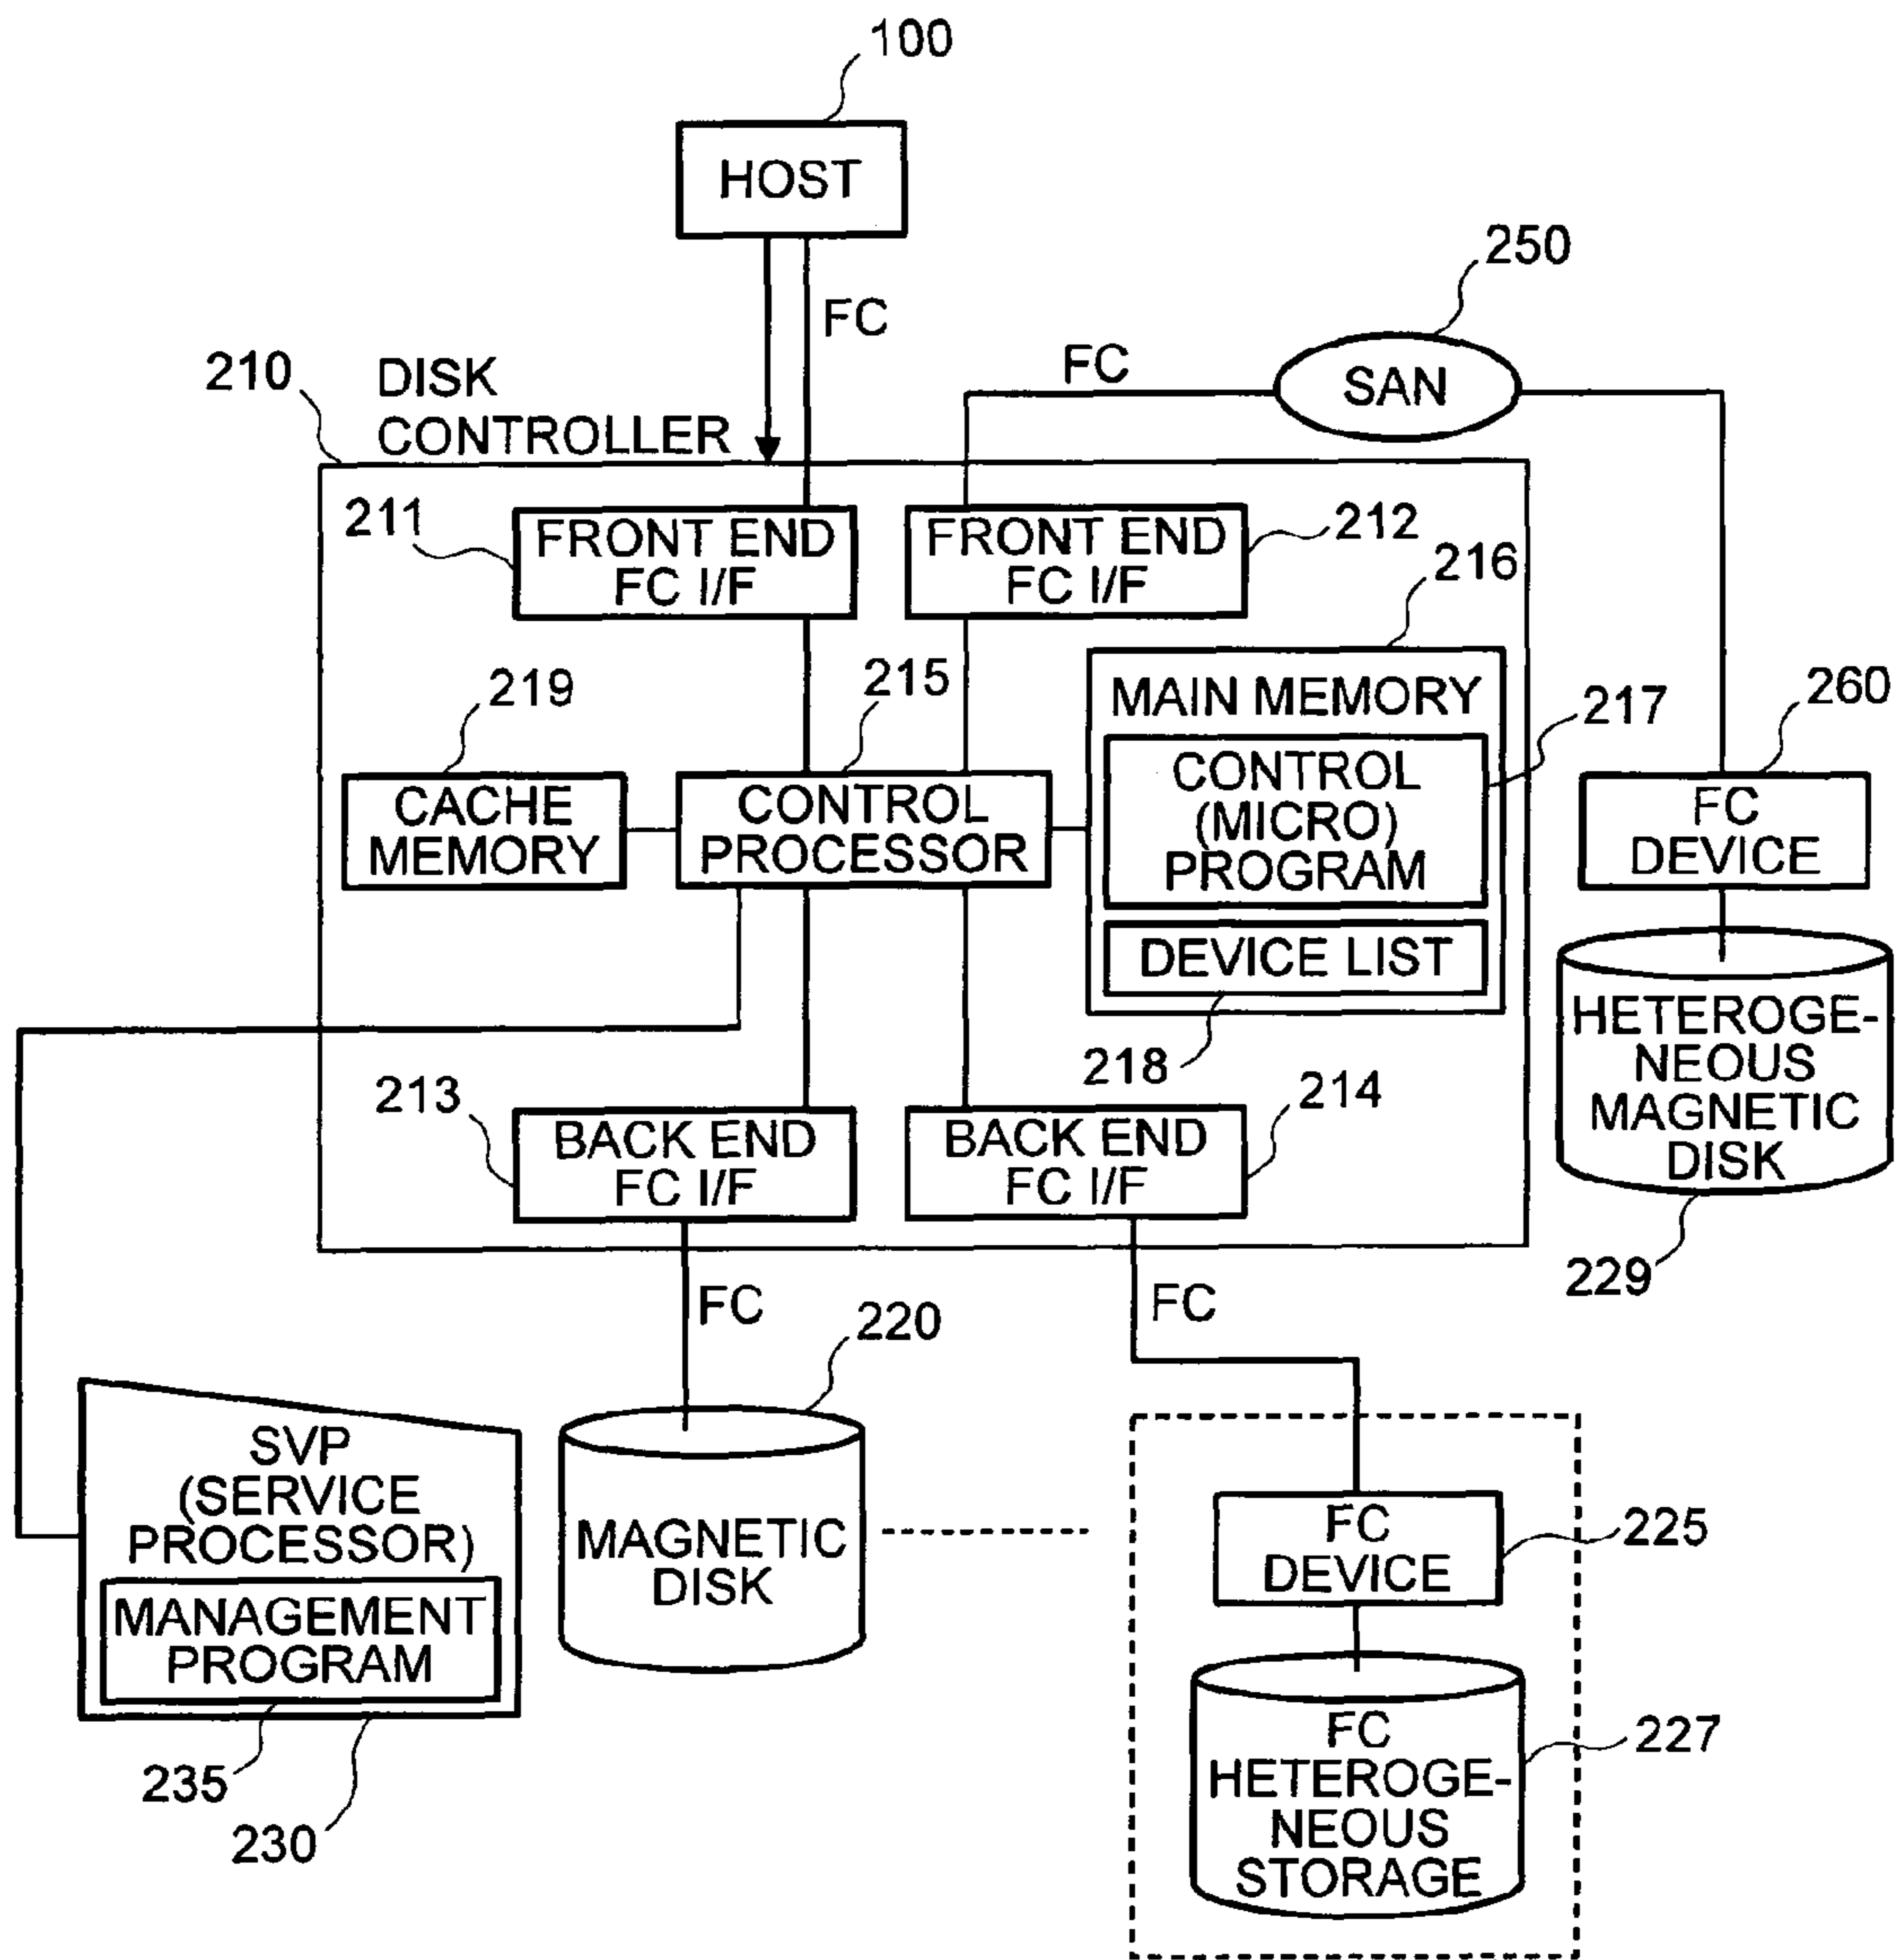 100
HOST
250
FC
FC
SAN
210
DISK
CONTROLLER
211
FRONT END
FC I/F
FRONT END
FC I/F
212
216
219
215
MAIN MEMORY
217
260
CACHE
MEMORY
CONTROL
PROCESSOR
CONTROL
(MICRO)
PROGRAM
FC
DEVICE
DEVICE LIST
HETEROGE-
NEOUS
MAGNETIC
DISK
218
213
214
BACK END
FC I/F
BACK END
FC I/F
229
FC
FC
220
SVP
(SERVICE
PROCESSOR)
MANAGEMENT
PROGRAM
MAGNETIC
DISK
FC
DEVICE
225
235
230
FC
HETEROGE-
NEOUS
STORAGE
227